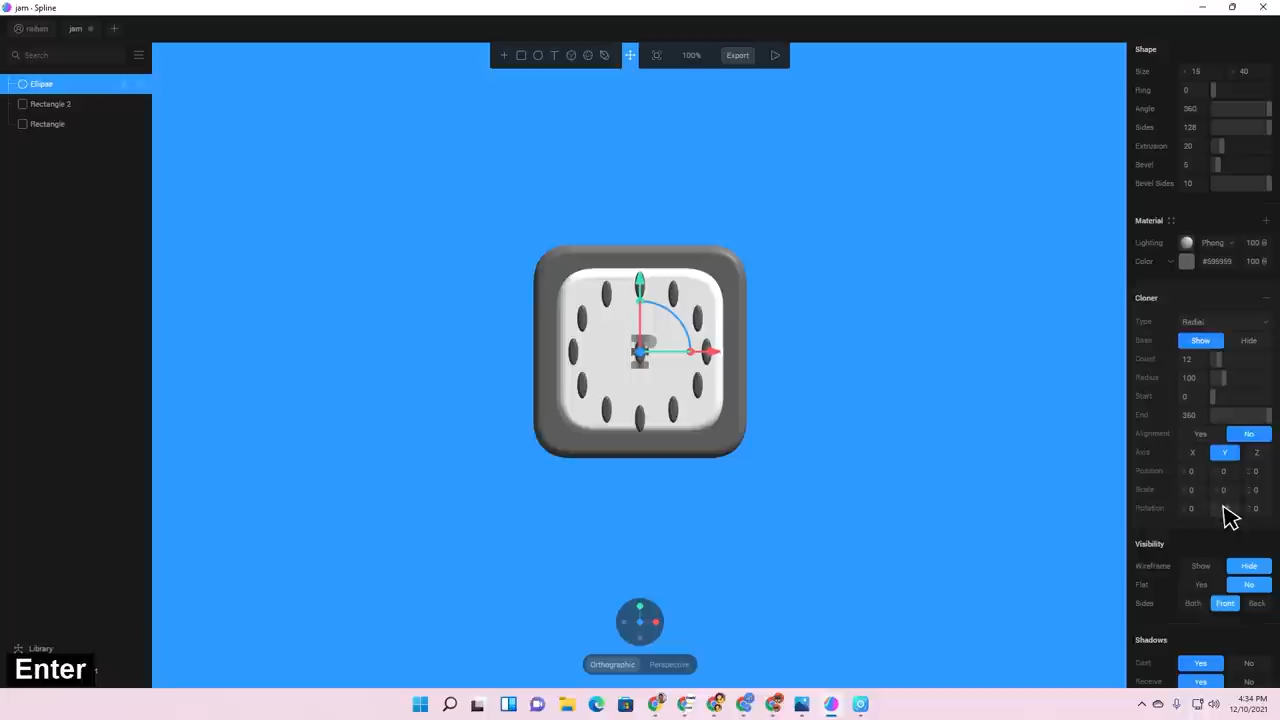 jam - Spline
reihen
jam
Search
100%
Export
Ellipse
Rectangle 2
Rectangle
Shape
Size 15 40
Ring 0
Angle 360
Sides 128
Extrusion 20
Bevel 5
Bevel Sides 10
Material
Lighting Phong 100
Color #595959 100
Cloner
Type Radial
Base Show Hide
Count 12
Radius 100
Start 0
End 360
Alignment Yes No
Axis X Y Z
Position 0 0 0
Scale 0 0 0
Rotation 0 0
Visibility
Wireframe Show Hide
Flat Yes No
Sides Both Front Back
Shadows
Cast Yes No
Receive Yes No
Orthographic Perspective
Library
Enter
4:34 PM
12/10/2021